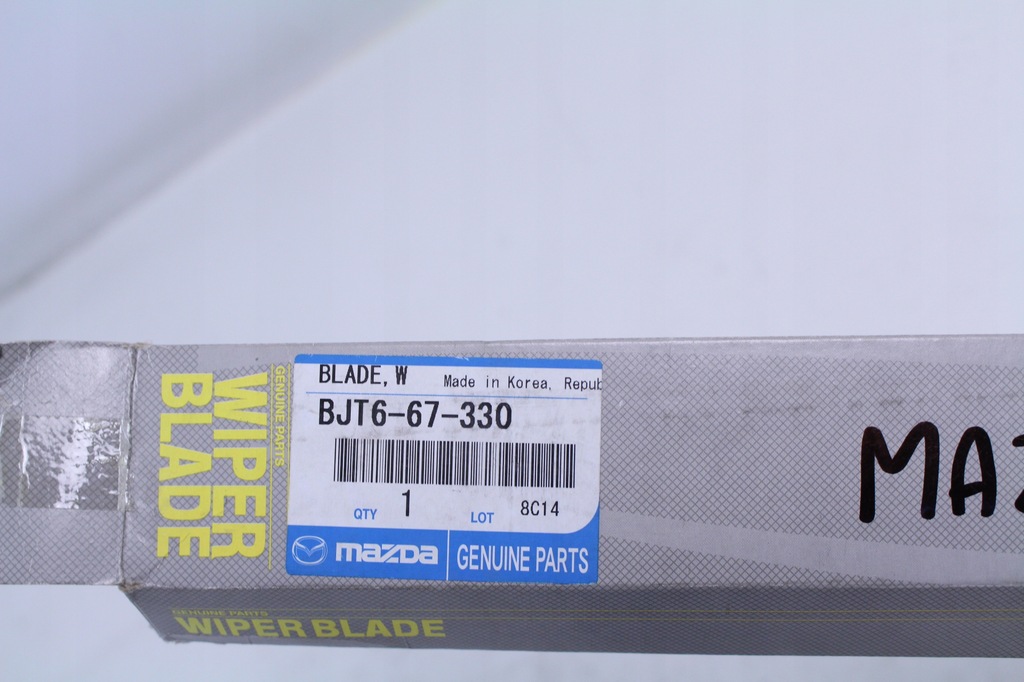 GENUINE PARTS
WIPER
BLADE
BLADE, W Made in Korea, Repub
BJT6-67-330
QTY 1 LOT 8C14
mazda GENUINE PARTS
MAZ
GENUINE PARTS
WIPER BLADE